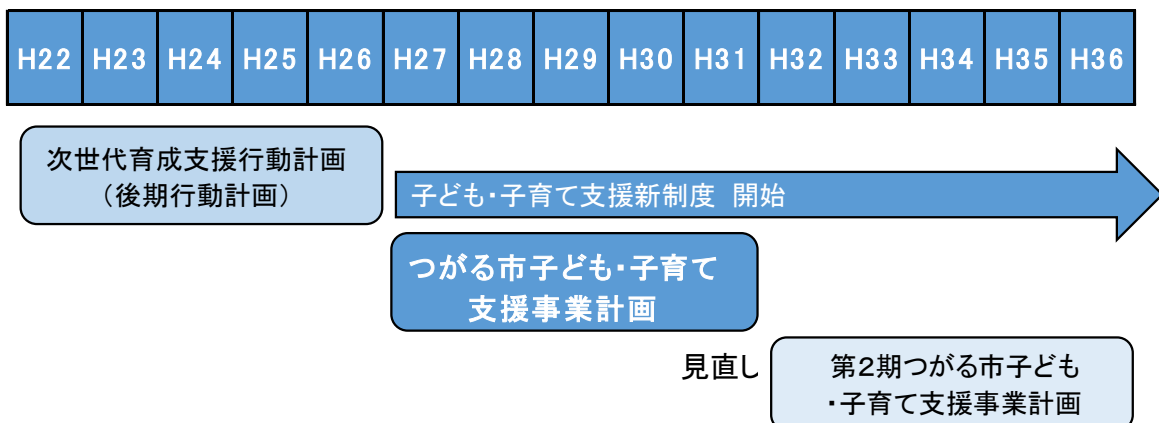 H22 H23 H24 H25 H26 H27 H28 H29 H30 H31 H32 H33 H34 H35 H36
次世代育成支援行動計画
（後期行動計画）
子ども・子育て支援新制度 開始
つがる市子ども・子育て
支援事業計画
見直し
第2期つがる市子ども
・子育て支援事業計画